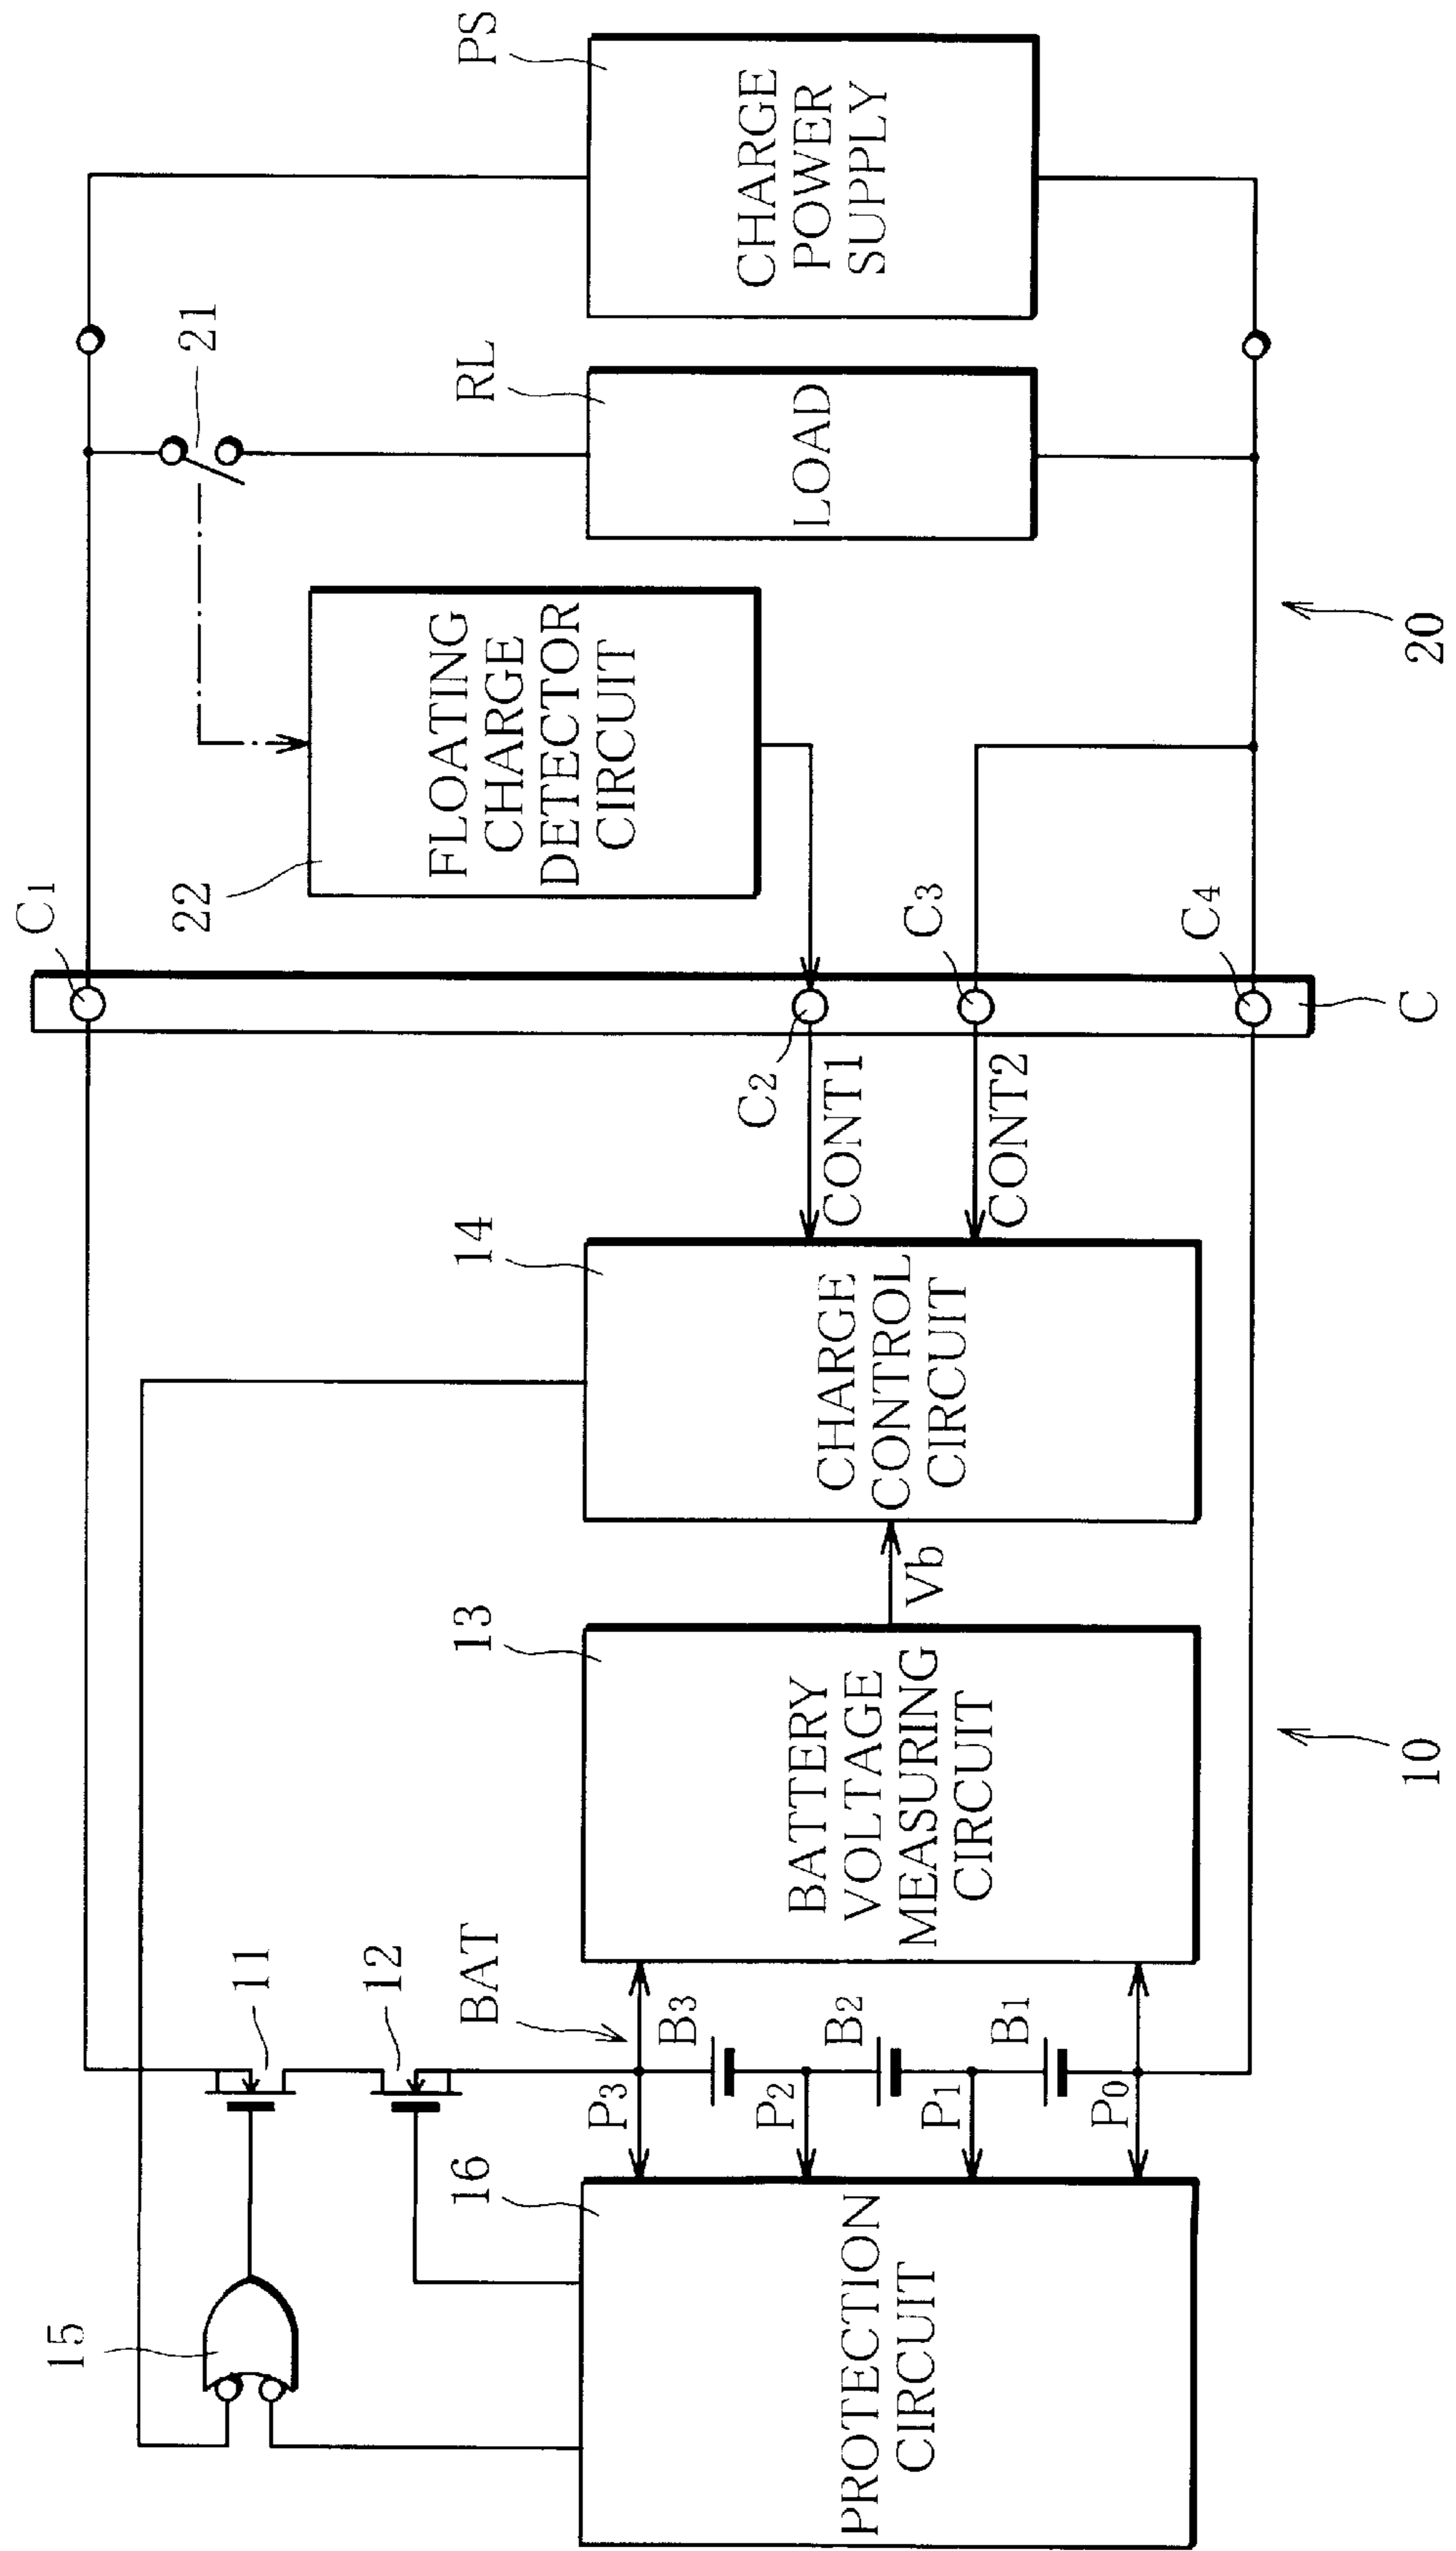 15
11
12
BAT
16
PROTECTION
CIRCUIT
P3
P2
P1
P0
B3
B2
B1
13
BATTERY
VOLTAGE
MEASURING
CIRCUIT
Vb
10
14
CHARGE
CONTROL
CIRCUIT
CONT1
CONT2
C1
C2
C3
C4
C
22
FLOATING
CHARGE
DETECTOR
CIRCUIT
20
21
RL
LOAD
PS
CHARGE
POWER
SUPPLY